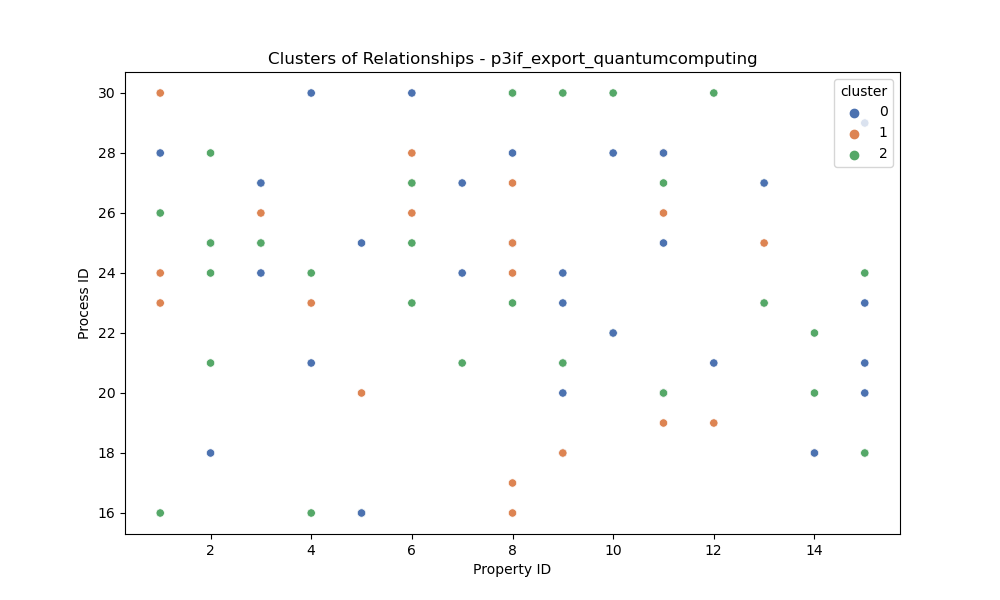 Clusters of Relationships - p3if_export_quantumcomputing
cluster
0
1
2
30
28
26
24
22
20
18
16
Process ID
2 4 6 8 10 12 14
Property ID